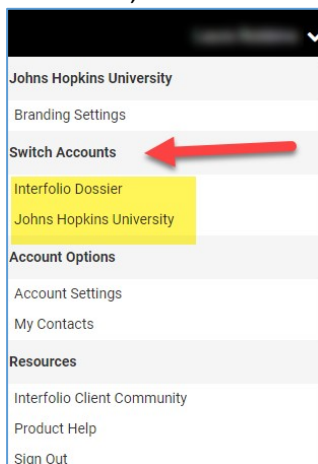 Johns Hopkins University
Branding Settings
Switch Accounts
Interfolio Dossier
Johns Hopkins University
Account Options
Account Settings
My Contacts
Resources
Interfolio Client Community
Product Help
Sign Out